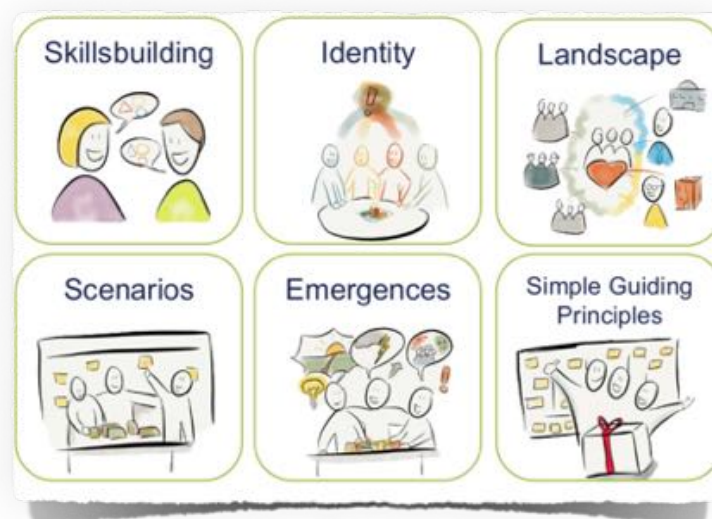 Skillsbuilding
Identity
Landscape
Scenarios
Emergences
Simple Guiding
Principles